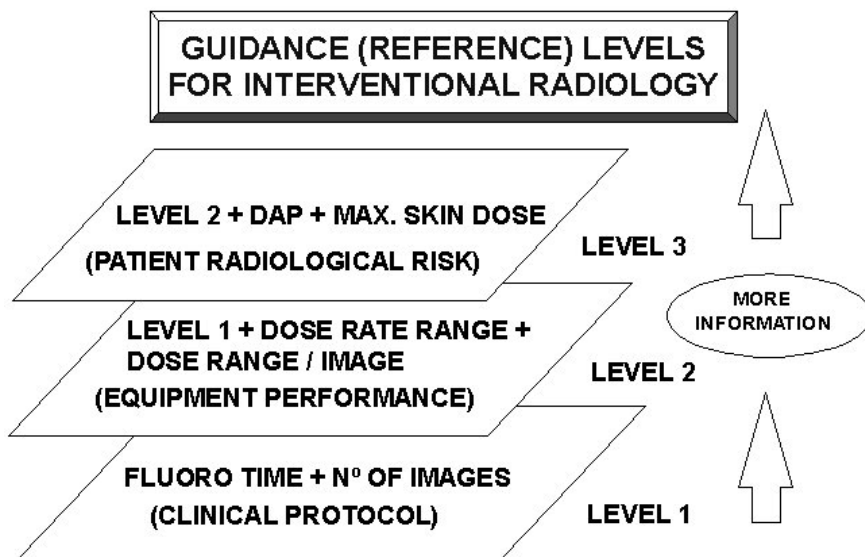 GUIDANCE (REFERENCE) LEVELS
FOR INTERVENTIONAL RADIOLOGY
LEVEL 2 + DAP + MAX. SKIN DOSE
(PATIENT RADIOLOGICAL RISK)
LEVEL 3
LEVEL 1 + DOSE RATE RANGE +
DOSE RANGE / IMAGE
(EQUIPMENT PERFORMANCE)
LEVEL 2
MORE
INFORMATION
FLUORO TIME + Nº OF IMAGES
(CLINICAL PROTOCOL)
LEVEL 1